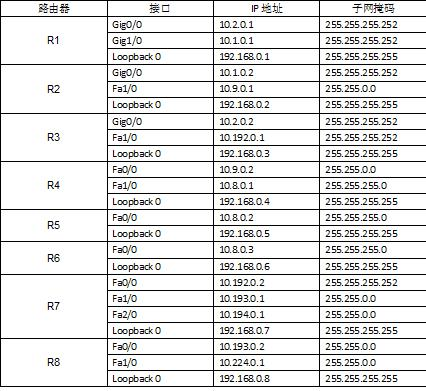 路由器 接口 IP 地址 子网掩码
R1 Gig0/0 10.2.0.1 255.255.255.252
Gig1/0 10.1.0.1 255.255.255.252
Loopback 0 192.168.0.1 255.255.255.255
R2 Gig0/0 10.1.0.2 255.255.255.252
Fa1/0 10.9.0.1 255.255.0.0
Loopback 0 192.168.0.2 255.255.255.255
R3 Gig0/0 10.2.0.2 255.255.255.252
Fa1/0 10.192.0.1 255.255.255.252
Loopback 0 192.168.0.3 255.255.255.255
R4 Fa0/0 10.9.0.2 255.255.0.0
Fa1/0 10.8.0.1 255.255.255.0
Loopback 0 192.168.0.4 255.255.255.255
R5 Fa0/0 10.8.0.2 255.255.255.0
Loopback 0 192.168.0.5 255.255.255.255
R6 Fa0/0 10.8.0.3 255.255.255.0
Loopback 0 192.168.0.6 255.255.255.255
R7 Fa0/0 10.192.0.2 255.255.255.252
Fa1/0 10.193.0.1 255.255.0.0
Fa2/0 10.194.0.1 255.255.0.0
Loopback 0 192.168.0.7 255.255.255.255
R8 Fa0/0 10.193.0.2 255.255.0.0
Fa1/0 10.224.0.1 255.255.0.0
Loopback 0 192.168.0.8 255.255.255.255